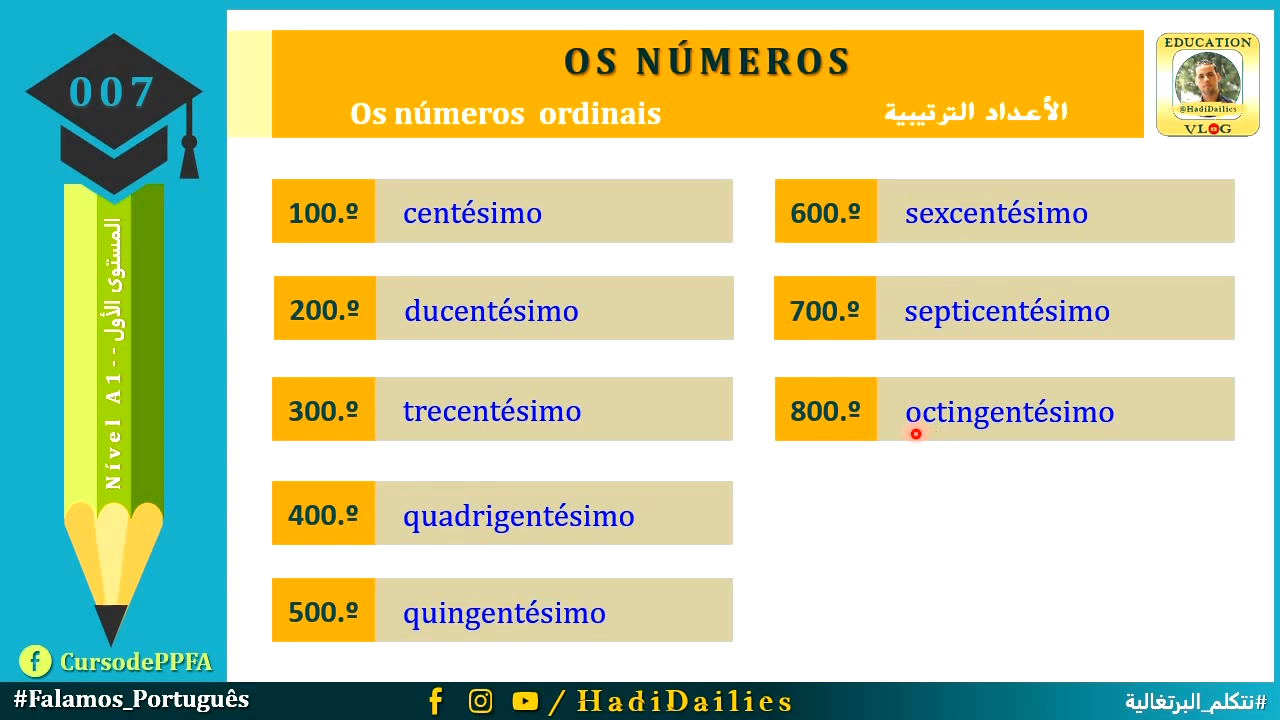 007
OS NÚMEROS
Os números ordinais
الأعداد الترتيبية
EDUCATION
@HadiDailies
VLOG
100.º centésimo
200.º ducentésimo
300.º trecentésimo
400.º quadrigentésimo
500.º quingentésimo
600.º sexcentésimo
700.º septicentésimo
800.º octingentésimo
Nível A1 -- المستوى الأول
CursodePPFA
#Falamos_Português
/ HadiDailies
#نتكلم_البرتغالية